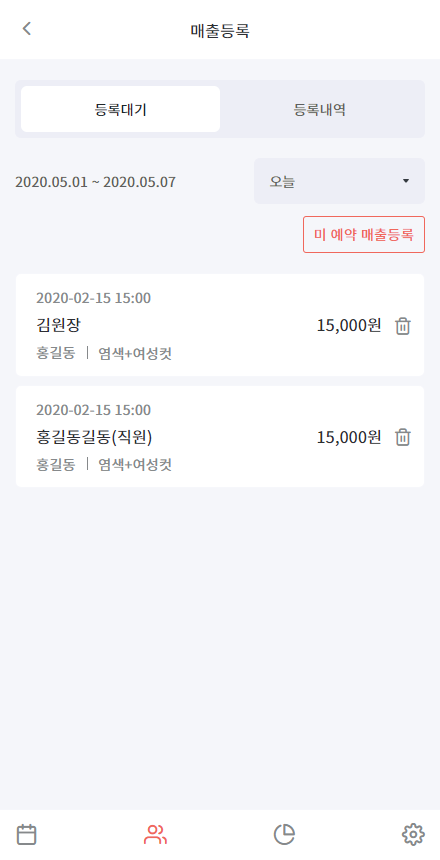 매출등록
등록대기 등록내역
2020.05.01 ~ 2020.05.07 오늘
미 예약 매출등록
2020-02-15 15:00
김원장 15,000원
홍길동 | 염색+여성컷
2020-02-15 15:00
홍길동길동(직원) 15,000원
홍길동 | 염색+여성컷